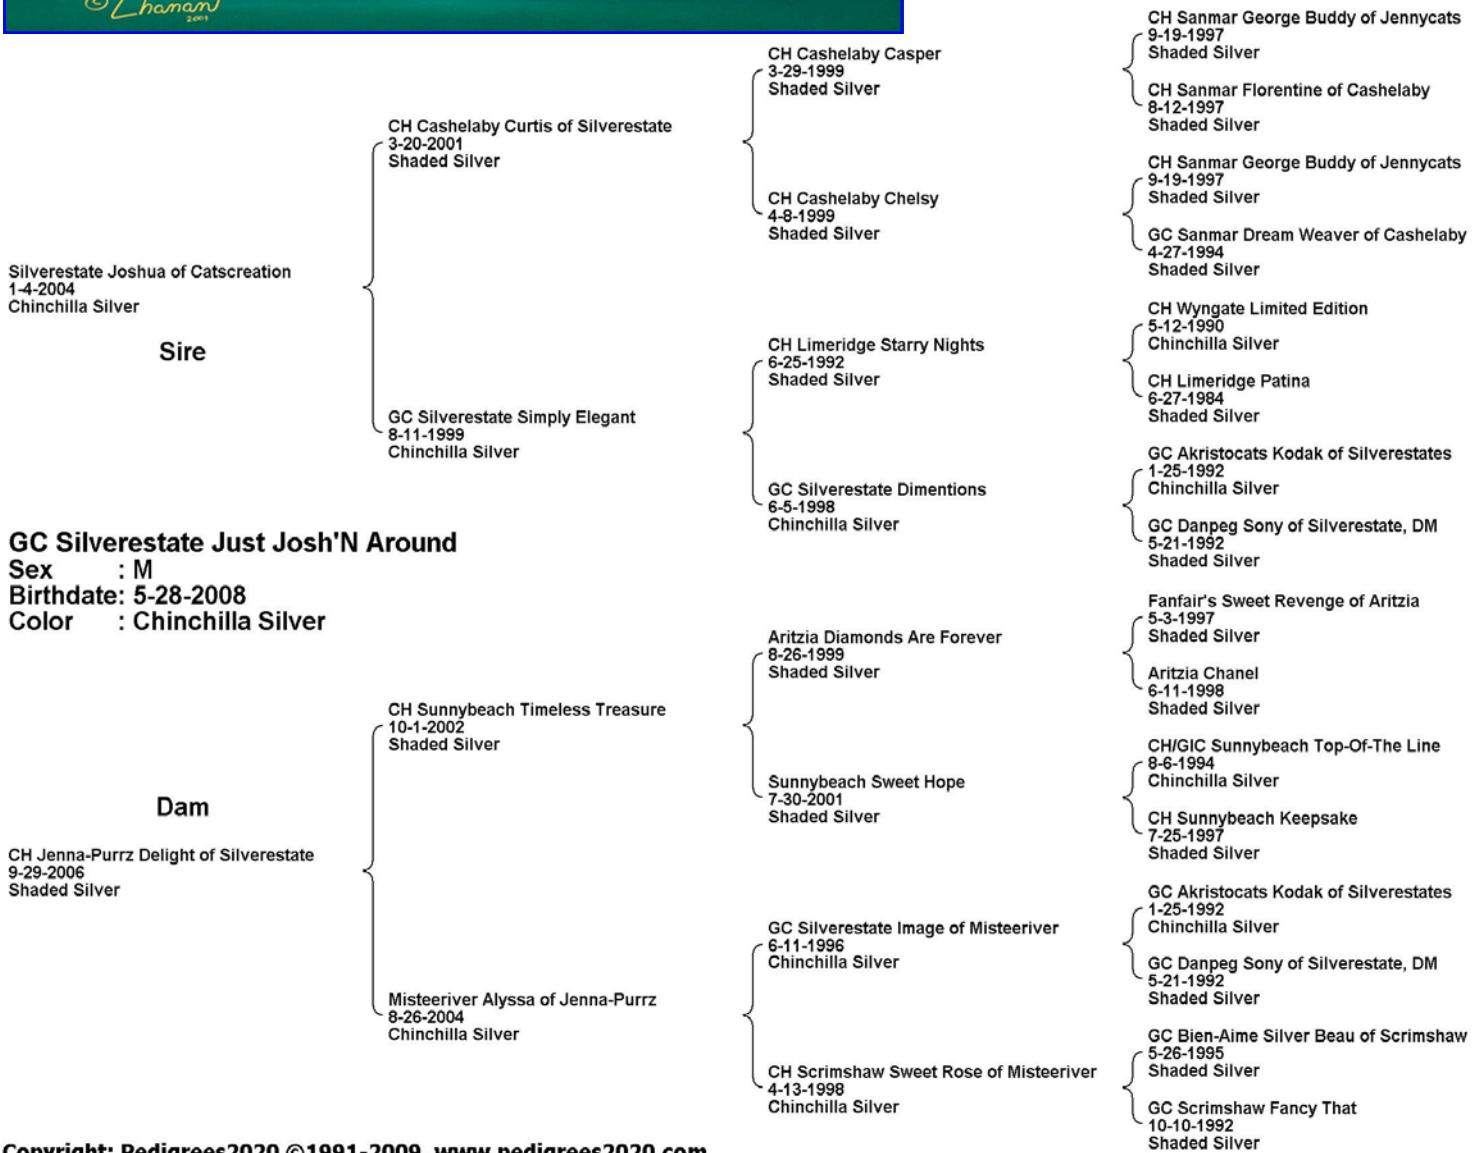 © Chanan
2009
CH Sanmar George Buddy of Jennycats
9-19-1997
Shaded Silver
CH Cashelaby Casper
3-29-1999
Shaded Silver
CH Sanmar Florentine of Cashelaby
8-12-1997
Shaded Silver
CH Cashelaby Curtis of Silverestate
3-20-2001
Shaded Silver
CH Sanmar George Buddy of Jennycats
9-19-1997
Shaded Silver
CH Cashelaby Chelsy
4-8-1999
Shaded Silver
GC Sanmar Dream Weaver of Cashelaby
4-27-1994
Shaded Silver
Silverestate Joshua of Catscreation
1-4-2004
Chinchilla Silver
Sire
CH Wyngate Limited Edition
5-12-1990
Chinchilla Silver
CH Limeridge Starry Nights
6-25-1992
Shaded Silver
CH Limeridge Patina
6-27-1984
Shaded Silver
GC Silverestate Simply Elegant
8-11-1999
Chinchilla Silver
GC Akristocats Kodak of Silverestates
1-25-1992
Chinchilla Silver
GC Silverestate Dimentions
6-5-1998
Chinchilla Silver
GC Danpeg Sony of Silverestate, DM
5-21-1992
Shaded Silver
GC Silverestate Just Josh'N Around
Sex : M
Birthdate: 5-28-2008
Color : Chinchilla Silver
Fanfair's Sweet Revenge of Aritzia
5-3-1997
Shaded Silver
Aritzia Diamonds Are Forever
8-26-1999
Shaded Silver
Aritzia Chanel
6-11-1998
Shaded Silver
CH Sunnybeach Timeless Treasure
10-1-2002
Shaded Silver
CH/GIC Sunnybeach Top-Of-The Line
8-6-1994
Chinchilla Silver
Sunnybeach Sweet Hope
7-30-2001
Shaded Silver
CH Sunnybeach Keepsake
7-25-1997
Shaded Silver
Dam
CH Jenna-Purrz Delight of Silverestate
9-29-2006
Shaded Silver
GC Akristocats Kodak of Silverestates
1-25-1992
Chinchilla Silver
GC Silverestate Image of Misteeriver
6-11-1996
Chinchilla Silver
GC Danpeg Sony of Silverestate, DM
5-21-1992
Shaded Silver
Misteeriver Alyssa of Jenna-Purrz
8-26-2004
Chinchilla Silver
GC Bien-Aime Silver Beau of Scrimshaw
5-26-1995
Shaded Silver
CH Scrimshaw Sweet Rose of Misteeriver
4-13-1998
Chinchilla Silver
GC Scrimshaw Fancy That
10-10-1992
Shaded Silver
Copyright: Pedigrees2020 ©1991-2009 www.pedigrees2020.com